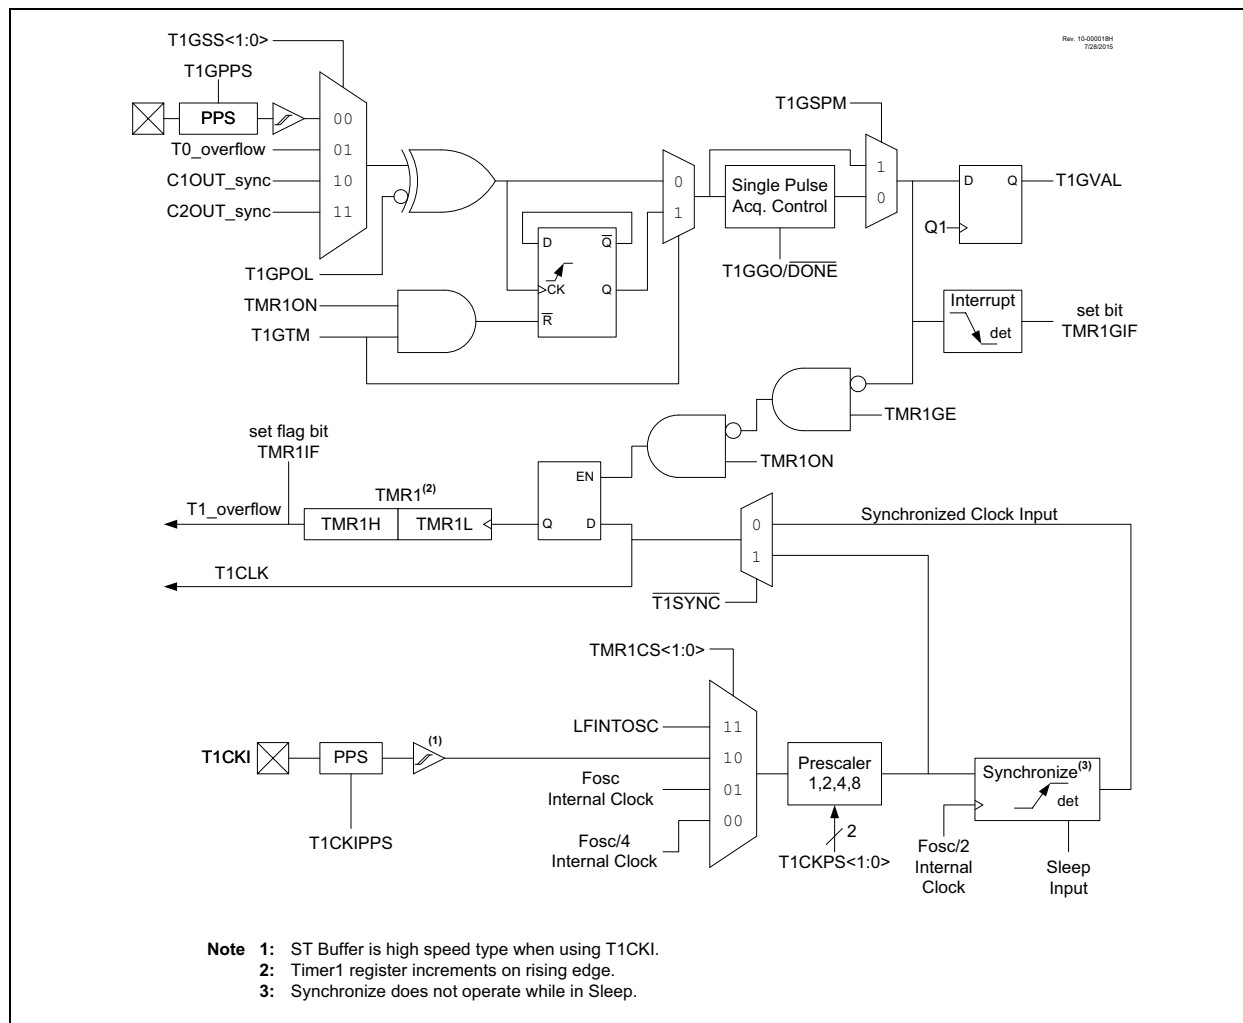 Rev. 10-000018H
7/28/2015
T1GSS<1:0>
T1GPPS
PPS
00
T0_overflow
01
C1OUT_sync
10
C2OUT_sync
11
T1GPOL
TMR1ON
T1GTM
D
Q
CK
Q
R
0
1
T1GSPM
Single Pulse
Acq. Control
T1GGO/DONE
1
0
D
Q
T1GVAL
Q1
Interrupt
det
set bit
TMR1GIF
TMR1GE
TMR1ON
set flag bit
TMR1IF
T1_overflow
TMR1(2)
TMR1H
TMR1L
EN
Q
D
T1CLK
0
1
Synchronized Clock Input
T1SYNC
TMR1CS<1:0>
LFINTOSC
11
T1CKI
PPS
(1)
10
Fosc
Internal Clock
01
00
Fosc/4
Internal Clock
T1CKIPPS
Prescaler
1,2,4,8
2
T1CKPS<1:0>
Synchronize(3)
det
Fosc/2
Internal
Clock
Sleep
Input
Note 1: ST Buffer is high speed type when using T1CKI.
2: Timer1 register increments on rising edge.
3: Synchronize does not operate while in Sleep.